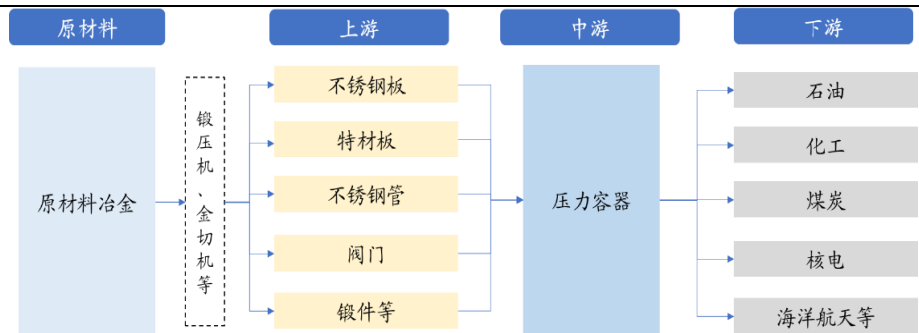 原材料
上游
中游
下游
原材料冶金
锻压机、金切机等
不锈钢板
特材板
不锈钢管
阀门
锻件等
压力容器
石油
化工
煤炭
核电
海洋航天等